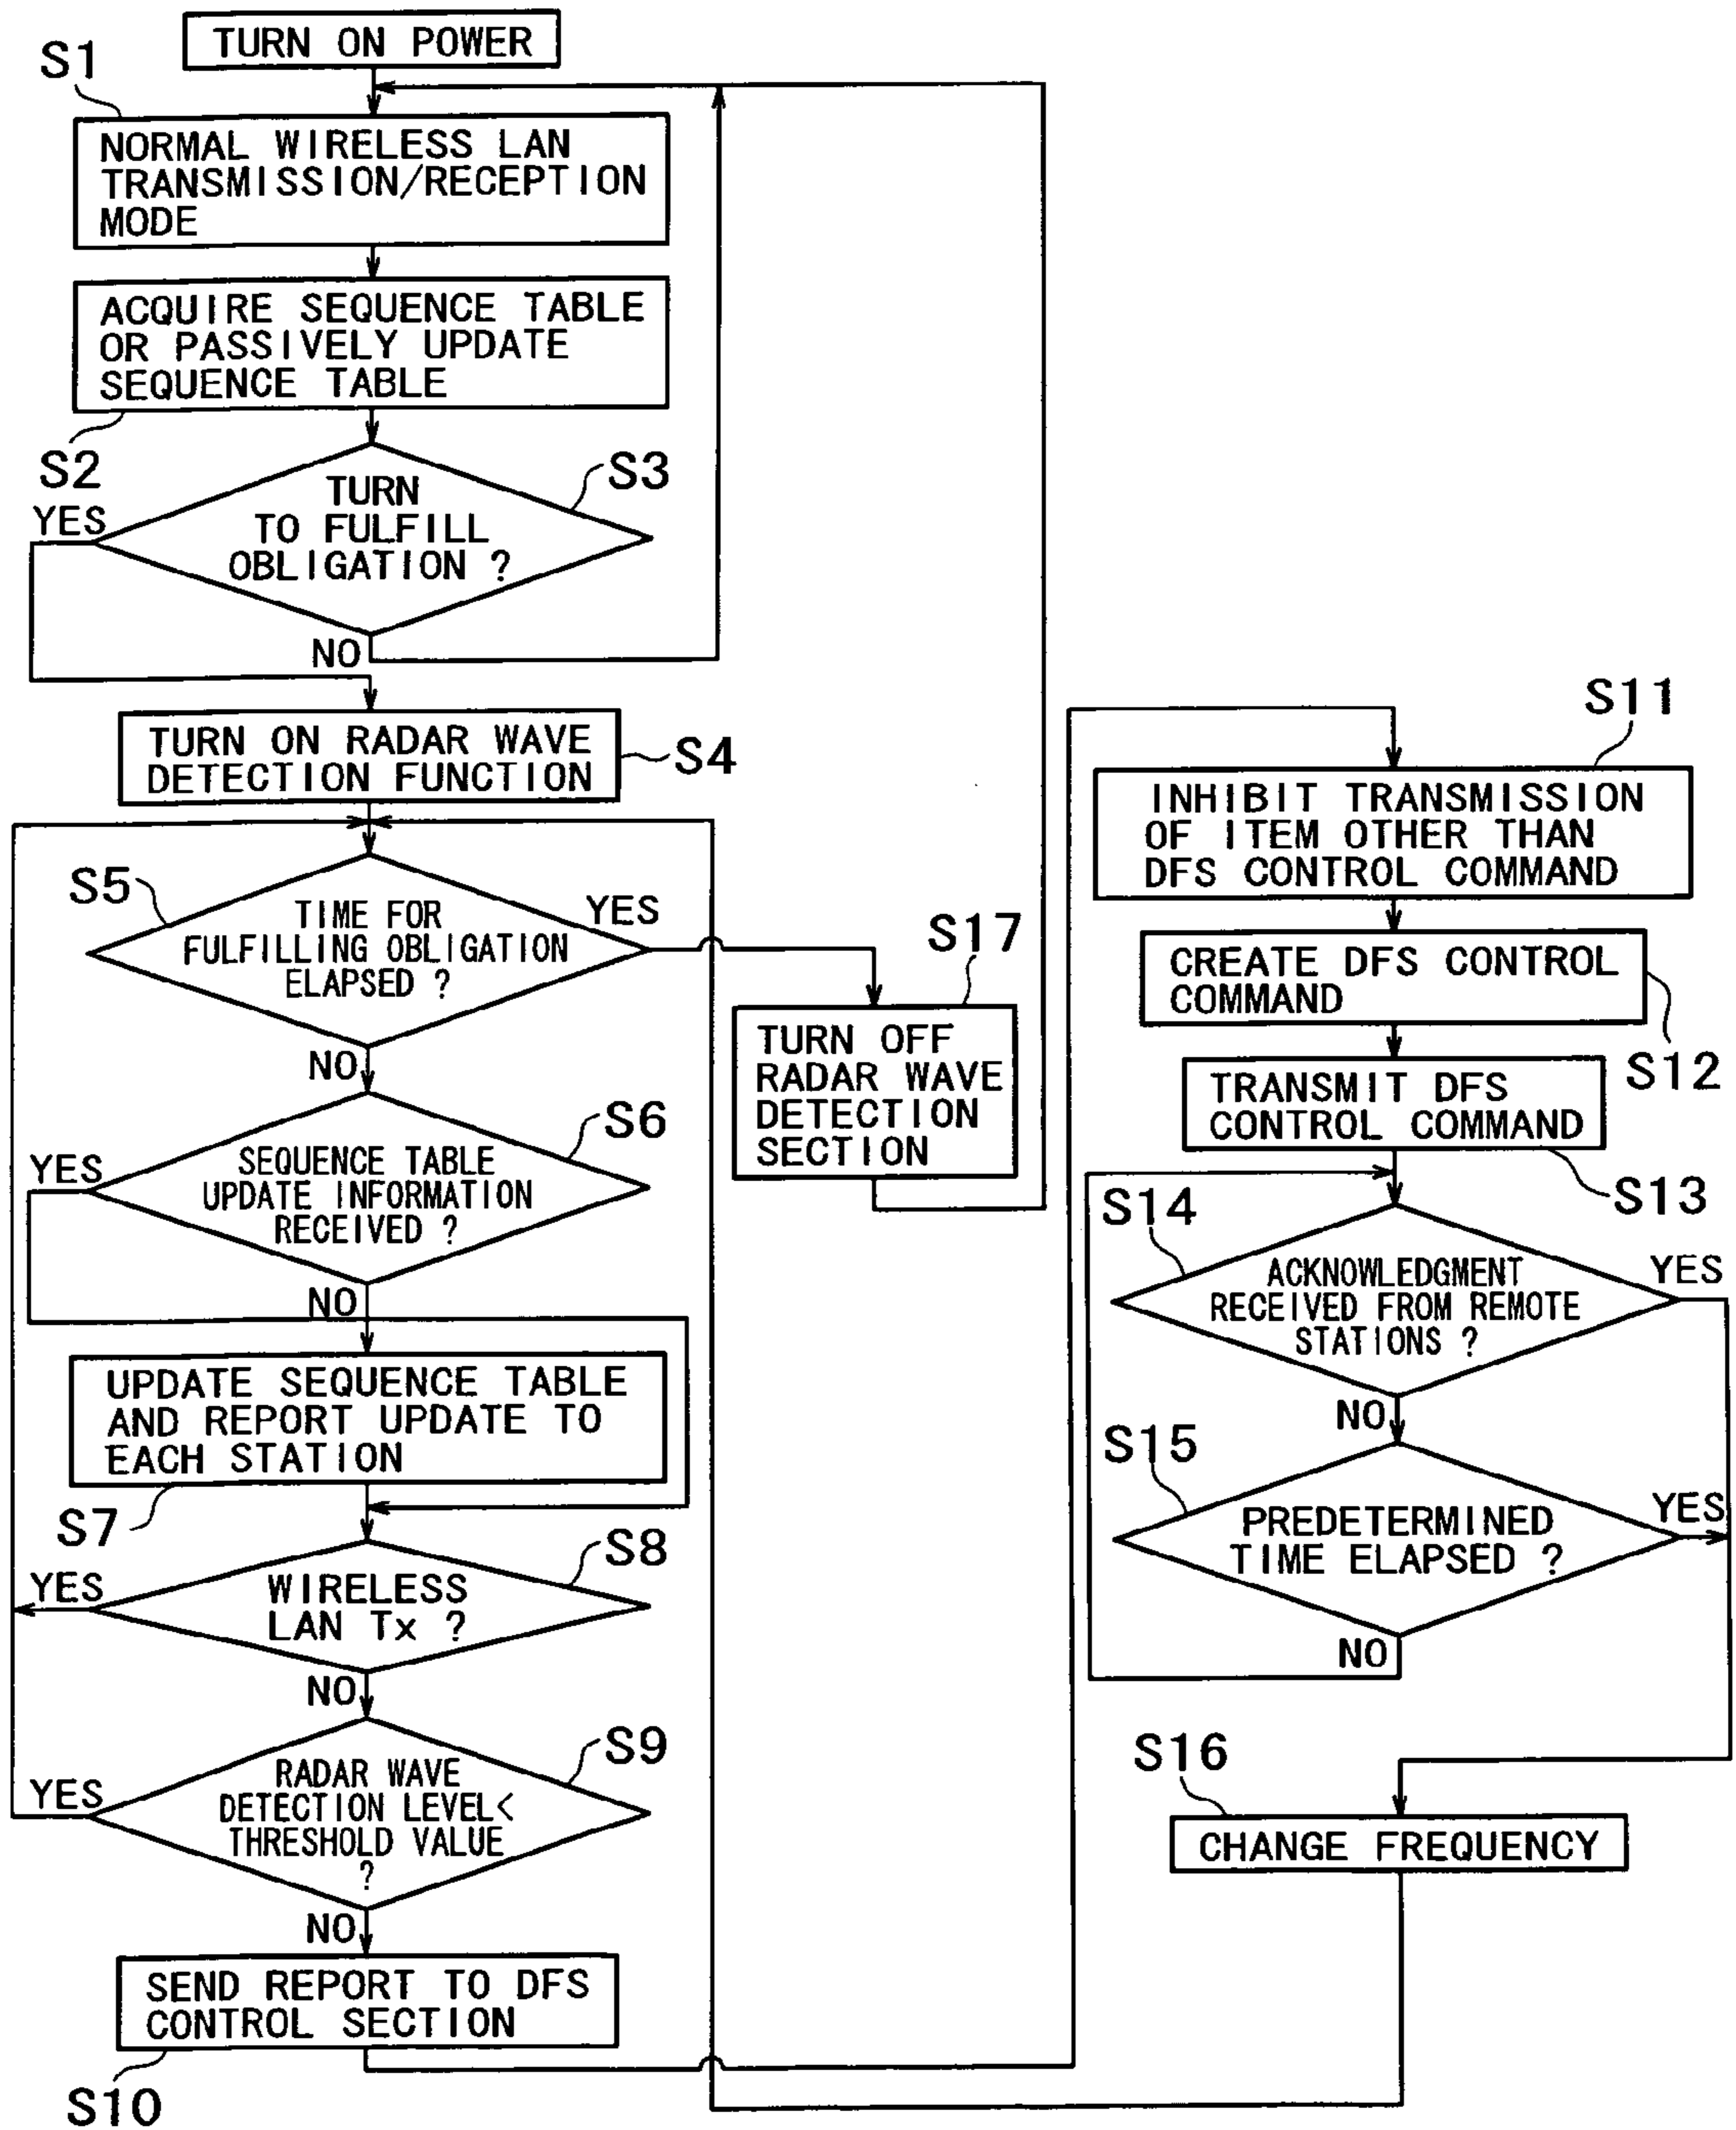 TURN ON POWER
S1
NORMAL WIRELESS LAN
TRANSMISSION/RECEPTION
MODE
ACQUIRE SEQUENCE TABLE
OR PASSIVELY UPDATE
SEQUENCE TABLE
S2
S3
TURN
TO FULFILL
OBLIGATION ?
YES
NO
TURN ON RADAR WAVE
DETECTION FUNCTION
S4
S5
TIME FOR
FULFILLING OBLIGATION
ELAPSED ?
YES
NO
S17
TURN OFF
RADAR WAVE
DETECTION
SECTION
S6
SEQUENCE TABLE
UPDATE INFORMATION
RECEIVED ?
YES
NO
UPDATE SEQUENCE TABLE
AND REPORT UPDATE TO
EACH STATION
S7
S8
WIRELESS
LAN Tx ?
YES
NO
S9
RADAR WAVE
DETECTION LEVEL<
THRESHOLD VALUE
?
YES
NO
SEND REPORT TO DFS
CONTROL SECTION
S10
S11
INHIBIT TRANSMISSION
OF ITEM OTHER THAN
DFS CONTROL COMMAND
CREATE DFS CONTROL
COMMAND
S12
TRANSMIT DFS
CONTROL COMMAND
S13
S14
ACKNOWLEDGMENT
RECEIVED FROM REMOTE
STATIONS ?
YES
NO
S15
PREDETERMINED
TIME ELAPSED ?
YES
NO
S16
CHANGE FREQUENCY